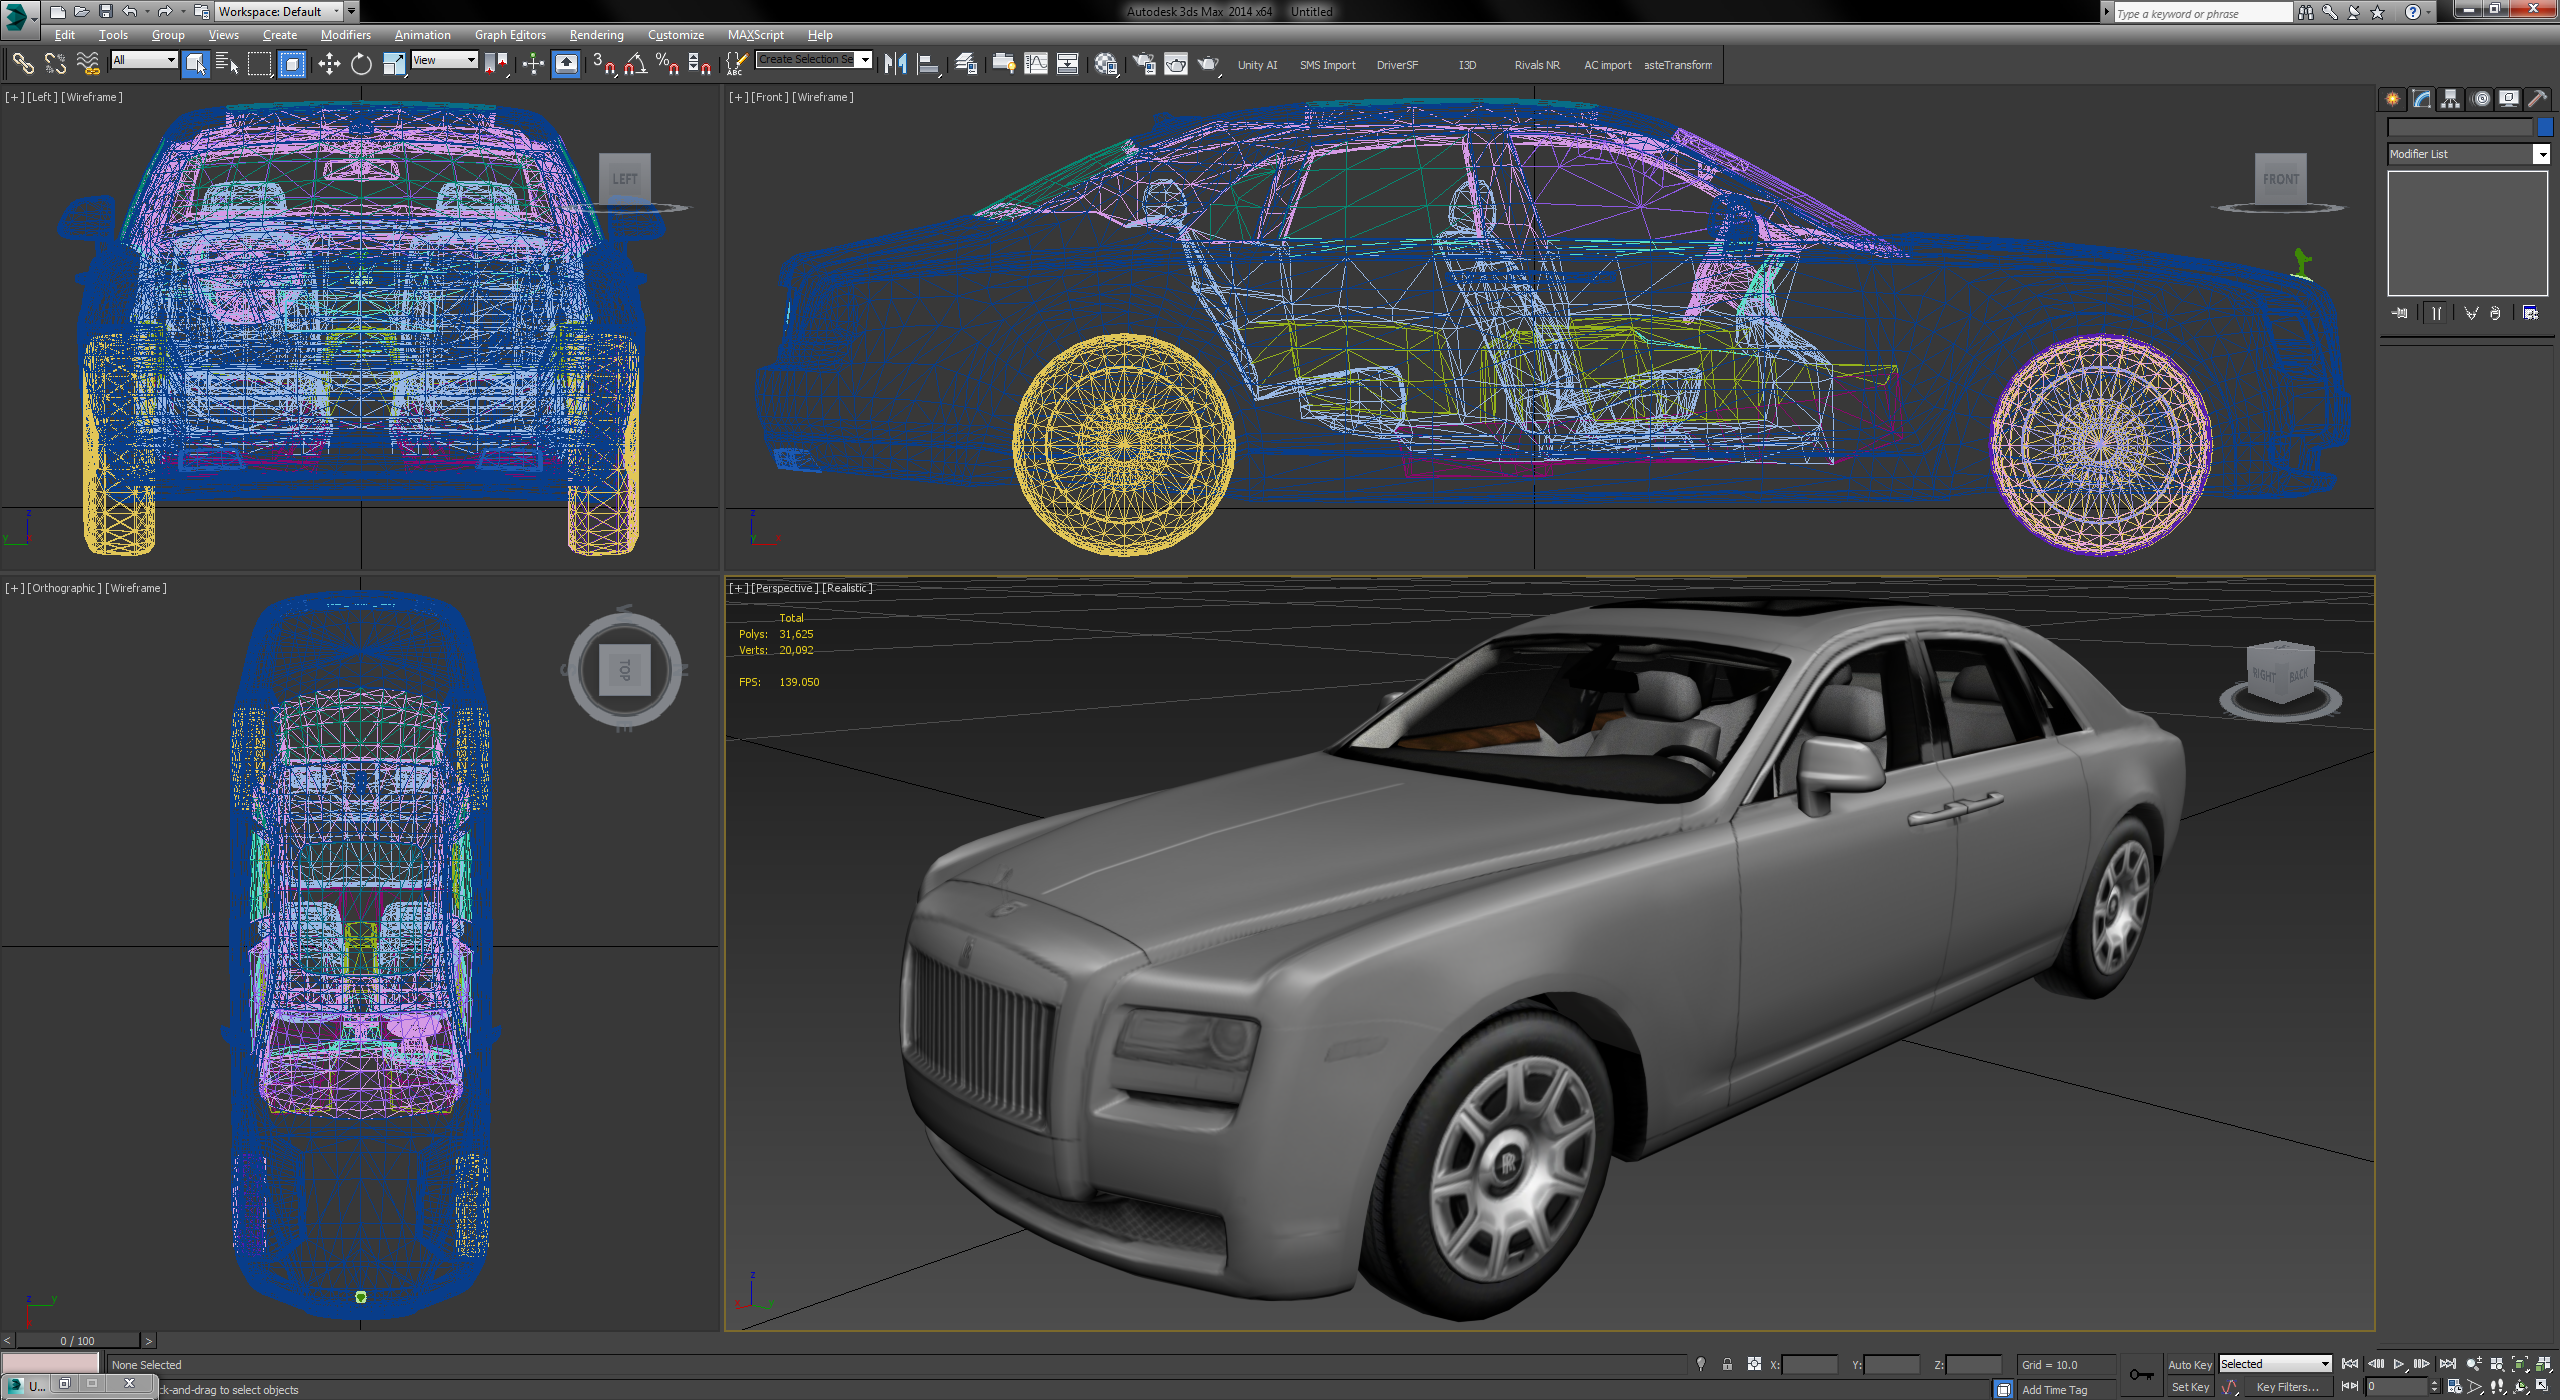 Workspace: Default
Autodesk 3ds Max 2014 x64 Untitled
Type a keyword or phrase
Edit Tools Group Views Create Modifiers Animation Graph Editors Rendering Customize MAXScript Help
All
View
3
%
ABC
Create Selection Se
Unity AI SMS Import DriverSF I3D Rivals NR AC import asteTransform
[+] [Left] [Wireframe]
LEFT
[+] [Front] [Wireframe]
FRONT
Modifier List
z
y
z
x
[+] [Orthographic] [Wireframe]
TOP
[+] [Perspective] [Realistic]
Total
Polys: 31,625
Verts: 20,092
FPS: 139.050
RIGHT BACK
z
y
z
y
0 / 100
None Selected
X:
Y:
Z:
Grid = 10.0
Auto Key
Selected
U...
ck-and-drag to select objects
Add Time Tag
Set Key
Key Filters...
0